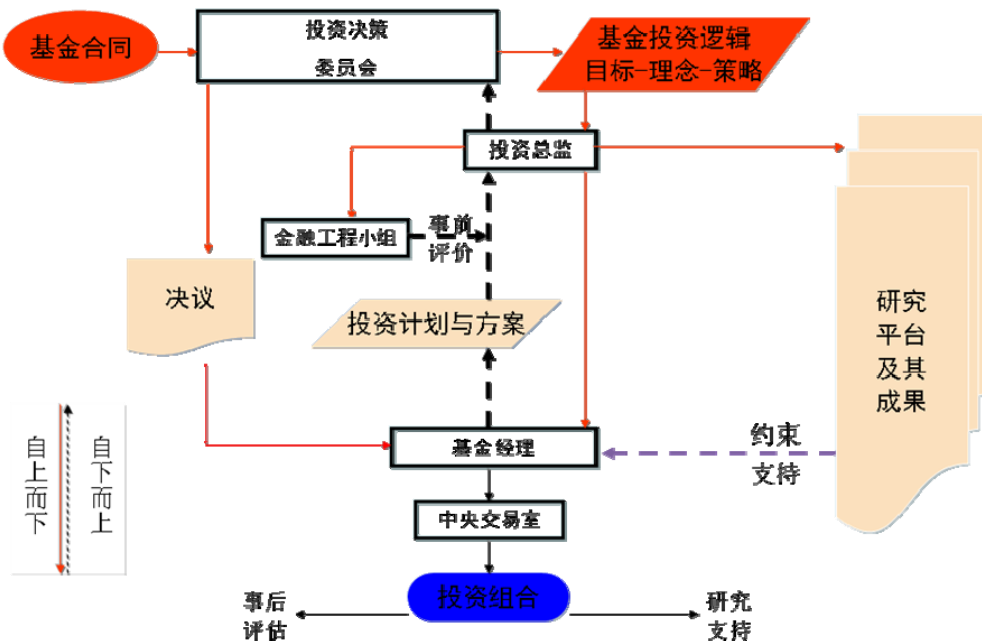 基金合同
投资决策
委员会
基金投资逻辑
目标-理念-策略
投资总监
金融工程小组
事前
评价
决议
投资计划与方案
研究
平台
及其
成果
自上而下
自下而上
基金经理
约束
支持
中央交易室
投资组合
事后
评估
研究
支持